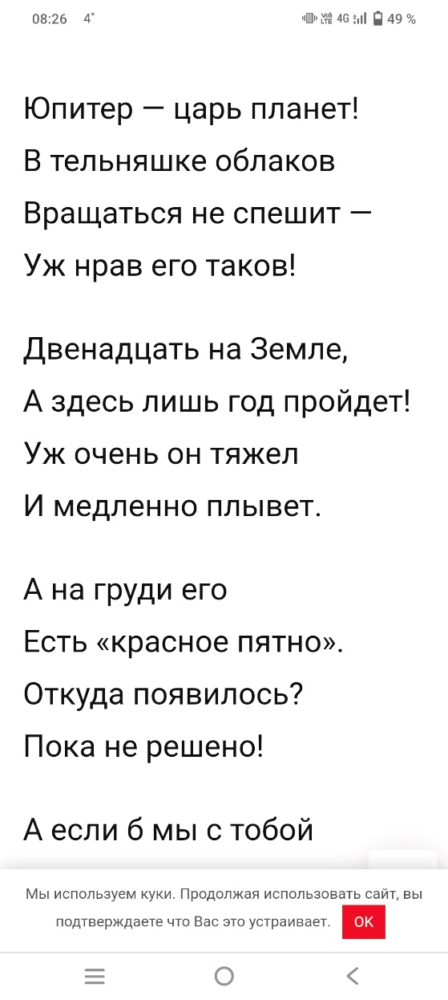 08:26 4° Vo) LTE 4G 49 %
Юпитер — царь планет!
В тельняшке облаков
Вращаться не спешит —
Уж нрав его таков!
Двенадцать на Земле,
А здесь лишь год пройдет!
Уж очень он тяжел
И медленно плывет.
А на груди его
Есть «красное пятно».
Откуда появилось?
Пока не решено!
А если б мы с тобой
Мы используем куки. Продолжая использовать сайт, вы
подтверждаете что Вас это устраивает. OK